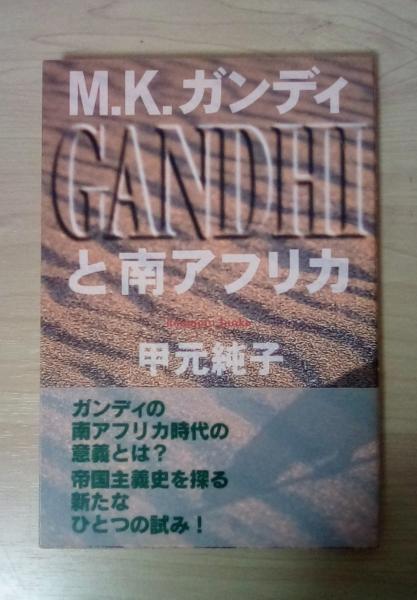 M.K.ガンディ
GANDHI
と南アフリカ
甲元純子
ガンディの
南アフリカ時代の
意義とは？
帝国主義史を探る
新たな
ひとつの試み！